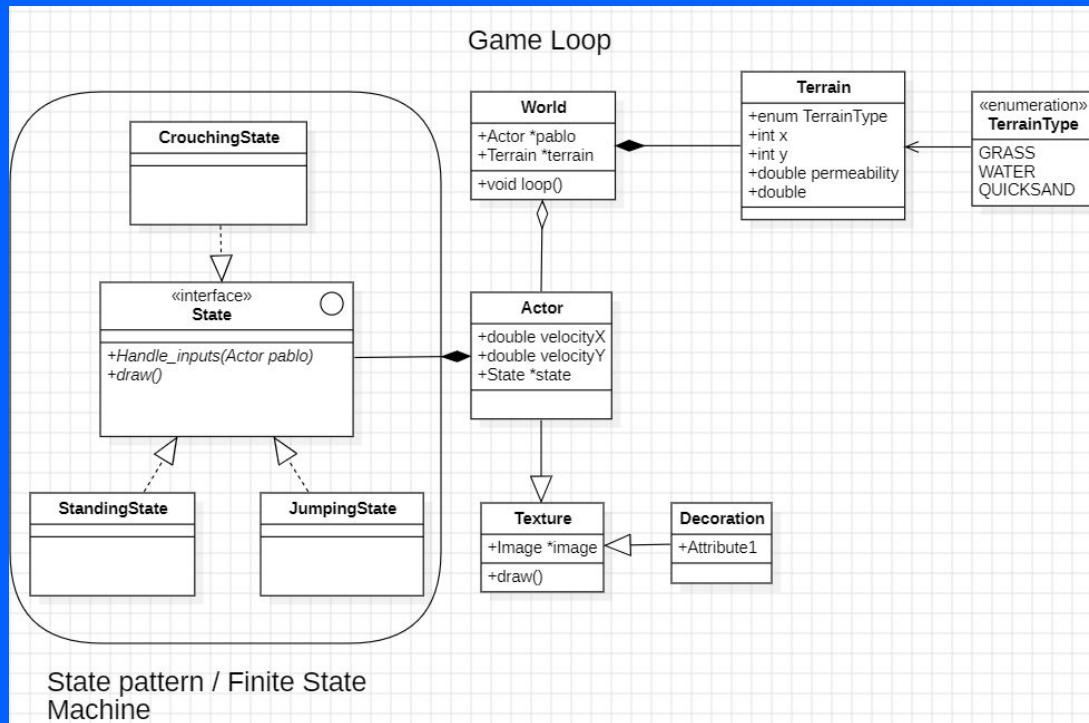 Game Loop
CrouchingState
«interface»
State
+Handle_inputs(Actor pablo)
+draw()
StandingState
JumpingState
State pattern / Finite State
Machine
World
+Actor *pablo
+Terrain *terrain
+void loop()
Actor
+double velocityX
+double velocityY
+State *state
Texture
+Image *image
+draw()
Decoration
+Attribute1
Terrain
+enum TerrainType
+int x
+int y
+double permeability
+double
«enumeration»
TerrainType
GRASS
WATER
QUICKSAND